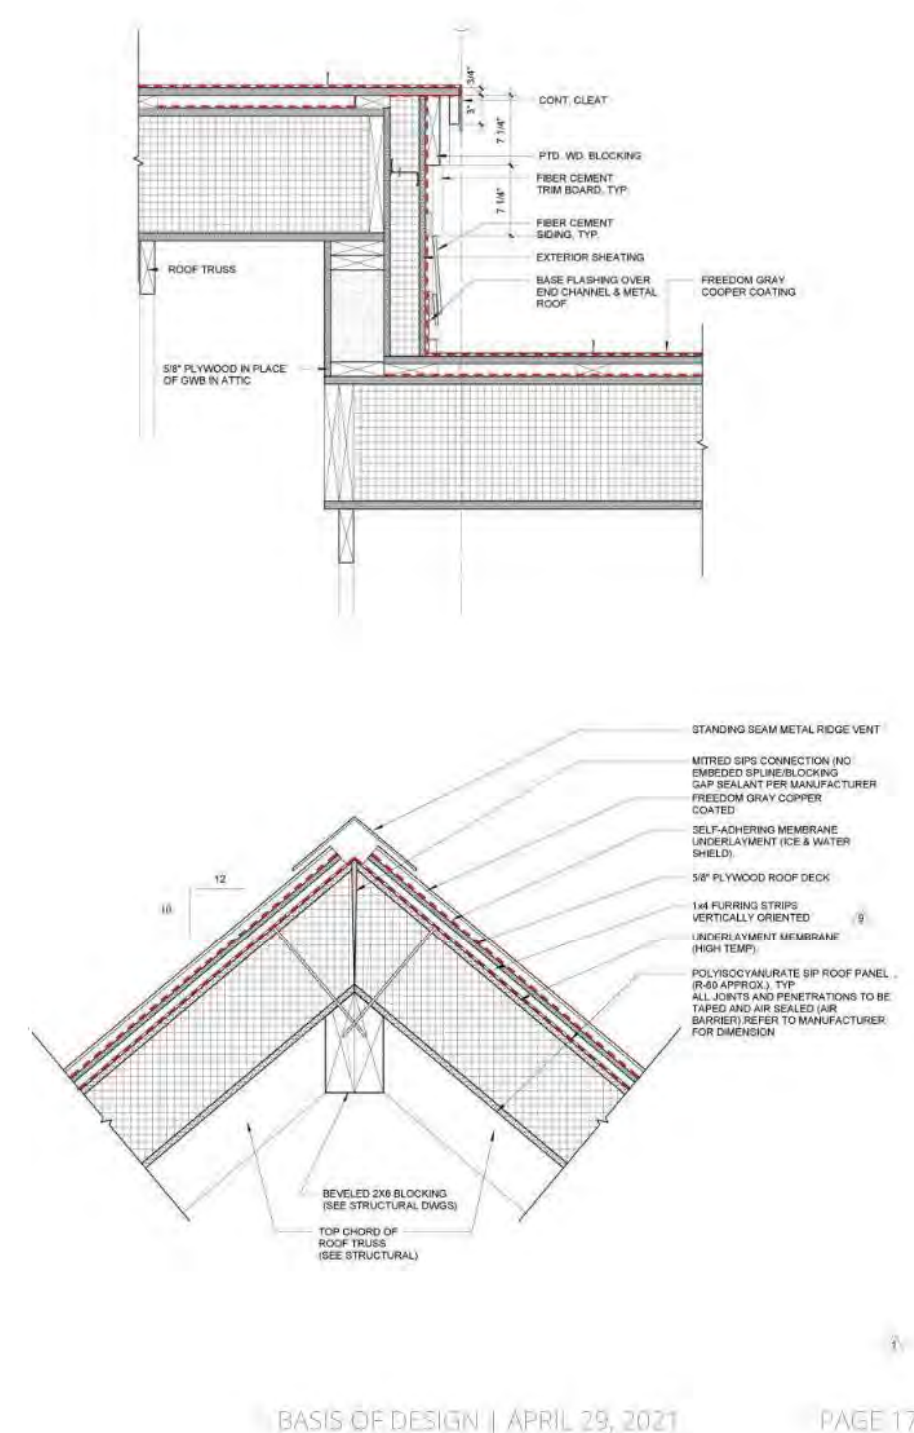 3/4"
CONT. CLEAT
3"
7 1/4"
PTD. WD. BLOCKING
FIBER CEMENT
TRIM BOARD, TYP.
7 1/4"
FIBER CEMENT
SIDING, TYP.
EXTERIOR SHEATING
ROOF TRUSS
BASE FLASHING OVER
END CHANNEL & METAL
ROOF
FREEDOM GRAY
COOPER COATING
5/8" PLYWOOD IN PLACE
OF GWB IN ATTIC
STANDING SEAM METAL RIDGE VENT
MITRED SIPS CONNECTION (NO
EMBEDED SPLINE/BLOCKING
GAP SEALANT PER MANUFACTURER
FREEDOM GRAY COPPER
COATED
SELF-ADHERING MEMBRANE
UNDERLAYMENT (ICE & WATER
SHIELD).
12
5/8" PLYWOOD ROOF DECK
10
1x4 FURRING STRIPS
VERTICALLY ORIENTED
9
UNDERLAYMENT MEMBRANE
(HIGH TEMP)
POLYISOCYANURATE SIP ROOF PANEL
(R-60 APPROX.), TYP
ALL JOINTS AND PENETRATIONS TO BE
TAPED AND AIR SEALED (AIR
BARRIER) REFER TO MANUFACTURER
FOR DIMENSION
BEVELED 2X6 BLOCKING
(SEE STRUCTURAL DWGS)
TOP CHORD OF
ROOF TRUSS
(SEE STRUCTURAL)
BASIS OF DESIGN | APRIL 29, 2021
PAGE 17